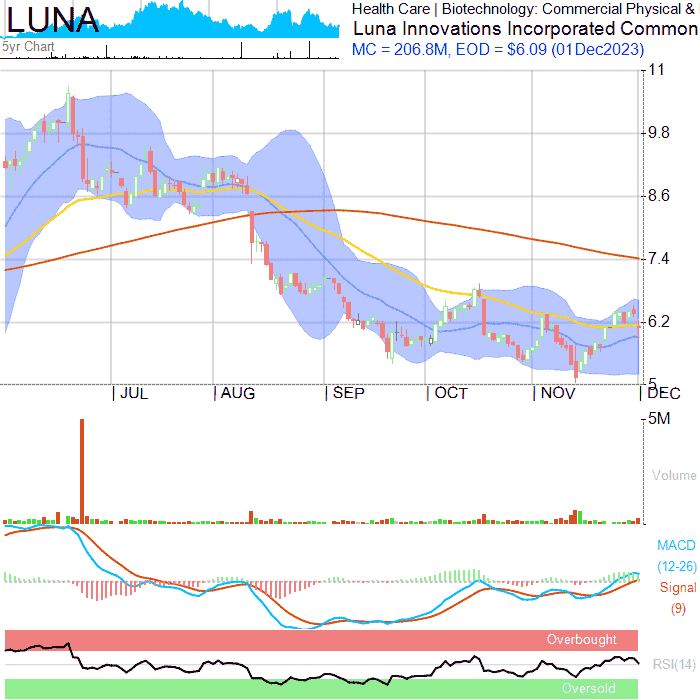 LUNA
5yr Chart
Health Care | Biotechnology: Commercial Physical &
Luna Innovations Incorporated Common
MC = 206.8M, EOD = $6.09 (01Dec2023)
11
9.8
8.6
7.4
6.2
5
JUL
AUG
SEP
OCT
NOV
DEC
5M
Volume
MACD
(12-26)
Signal
(9)
Overbought
RSI(14)
Oversold